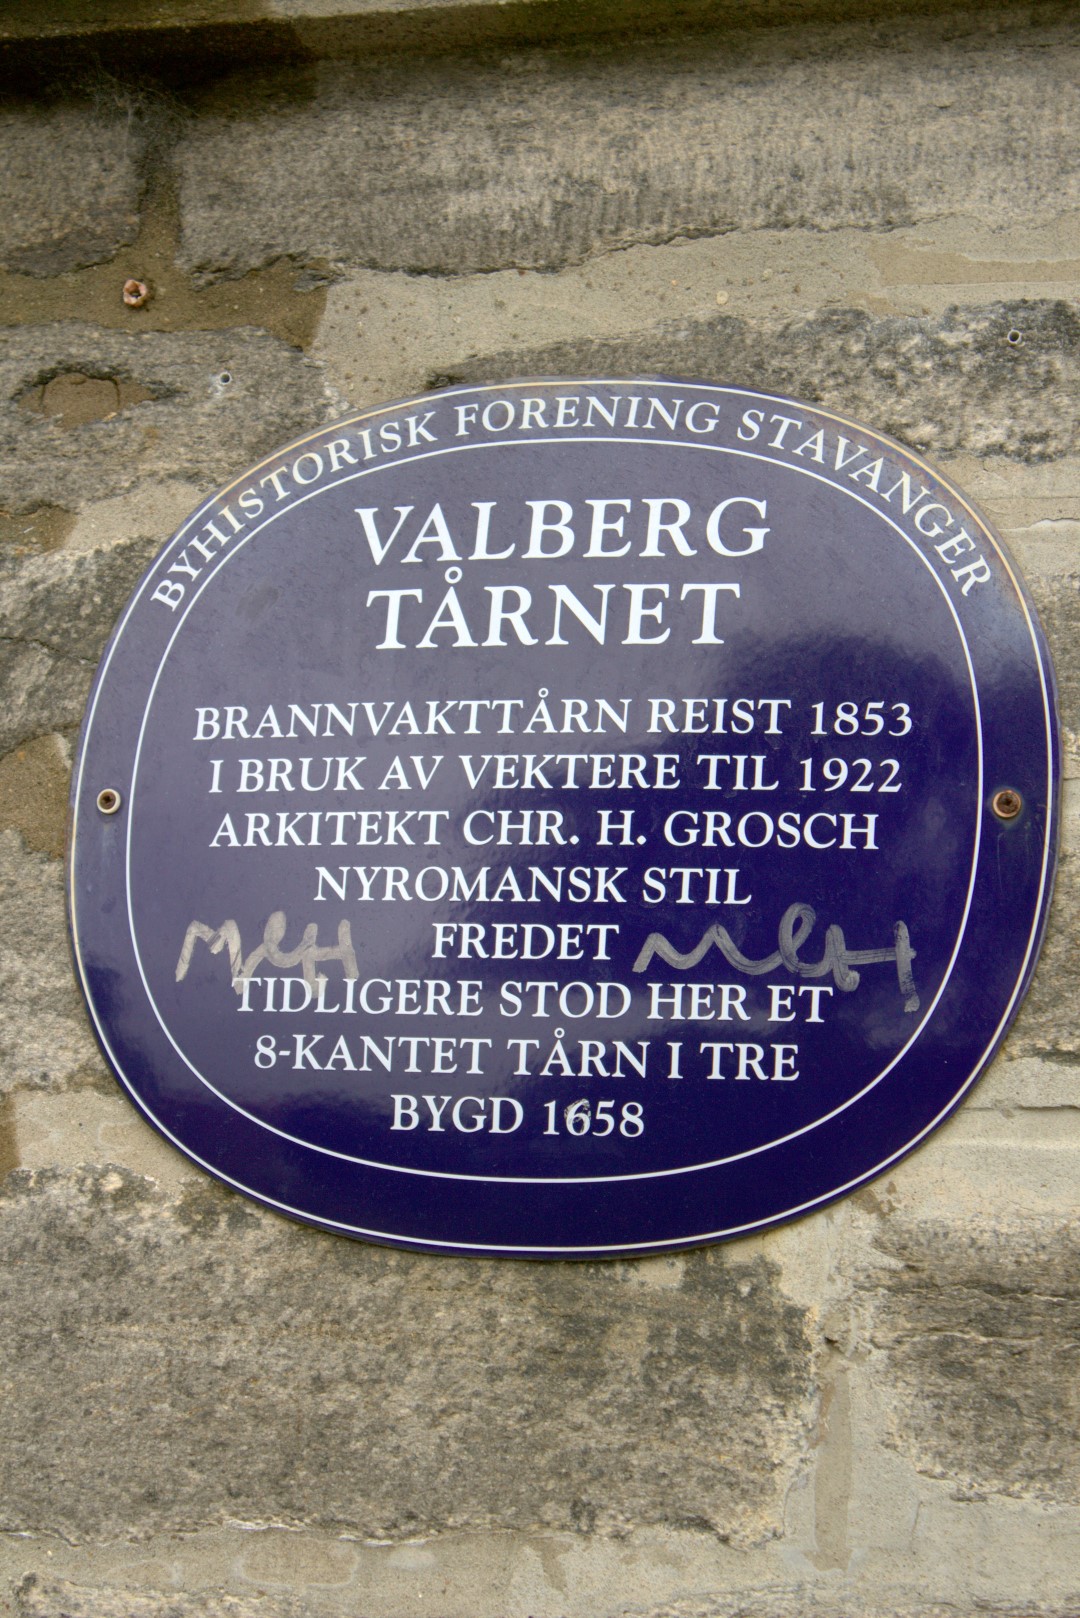 BYHISTORISK FORENING STAVANGER
VALBERG
TÅRNET
BRANNVAKTTÅRN REIST 1853
I BRUK AV VEKTERE TIL 1922
ARKITEKT CHR. H. GROSCH
NYROMANSK STIL
FREDET
TIDLIGERE STOD HER ET
8-KANTET TÅRN I TRE
BYGD 1658